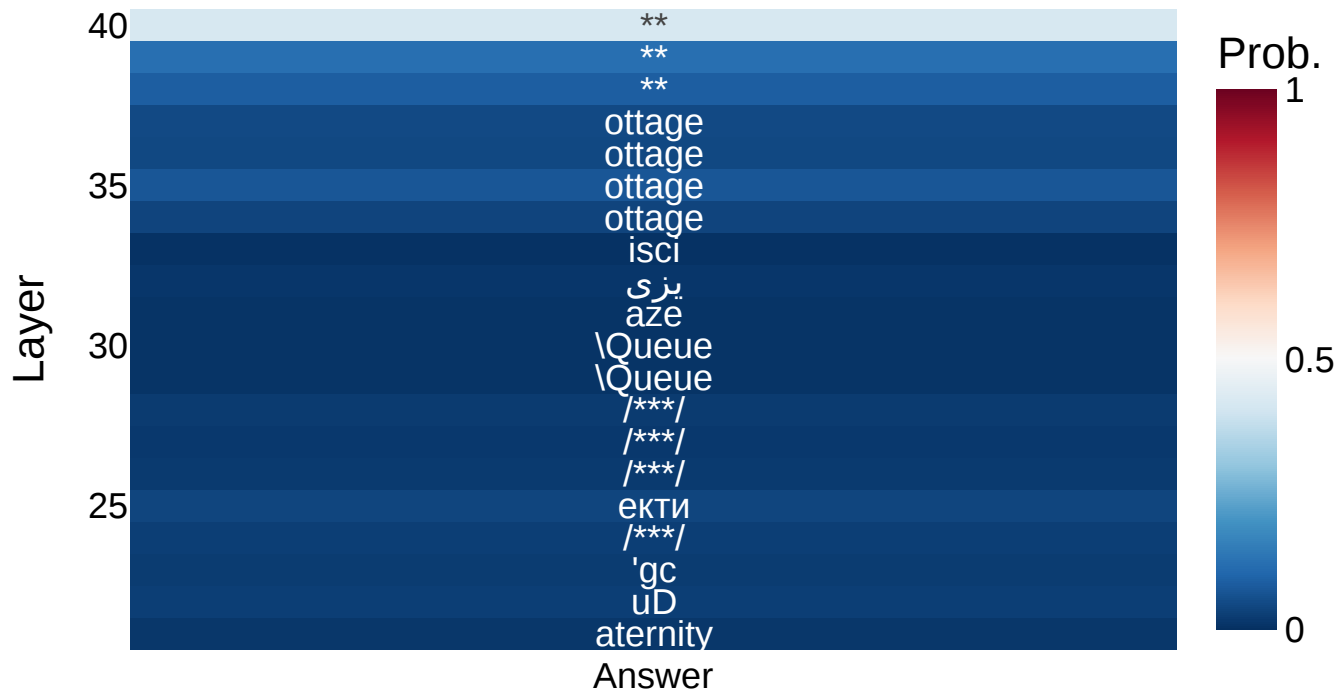 40
**
Prob.
**
**
1
ottage
ottage
35
ottage
ottage
isci
یزی
Layer
aze
30
\Queue
0.5
\Queue
/***/
/***/
/***/
25
екти
/***/
'gc
uD
aternity
0
Answer